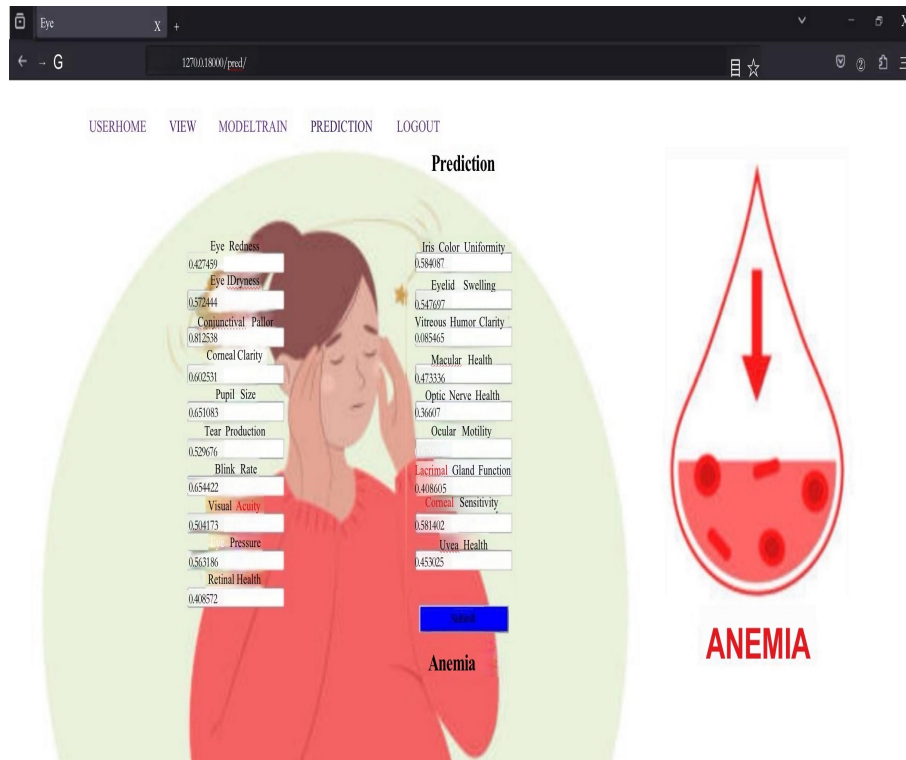 Eye X +
← → G 1270.0.18000/pred/
USERHOME VIEW MODELTRAIN PREDICTION LOGOUT
Prediction
Eye Redness
0.427459
Eye IDryness
0.572444
Conjunctival Pallor
0.812538
Corneal Clarity
0.602531
Pupil Size
0.651083
Tear Production
0.529676
Blink Rate
0.654422
Visual Acuity
0.504173
Pressure
0.563186
Retinal Health
0.408572
Iris Color Uniformity
0.584087
Eyelid Swelling
0.547697
Vitreous Humor Clarity
0.085465
Macular Health
0.473336
Optic Nerve Health
0.36607
Ocular Motility
Lacrimal Gland Function
0.408605
Corneal Sensitivity
0.581402
Uvea Health
0.453025
Anemia
ANEMIA